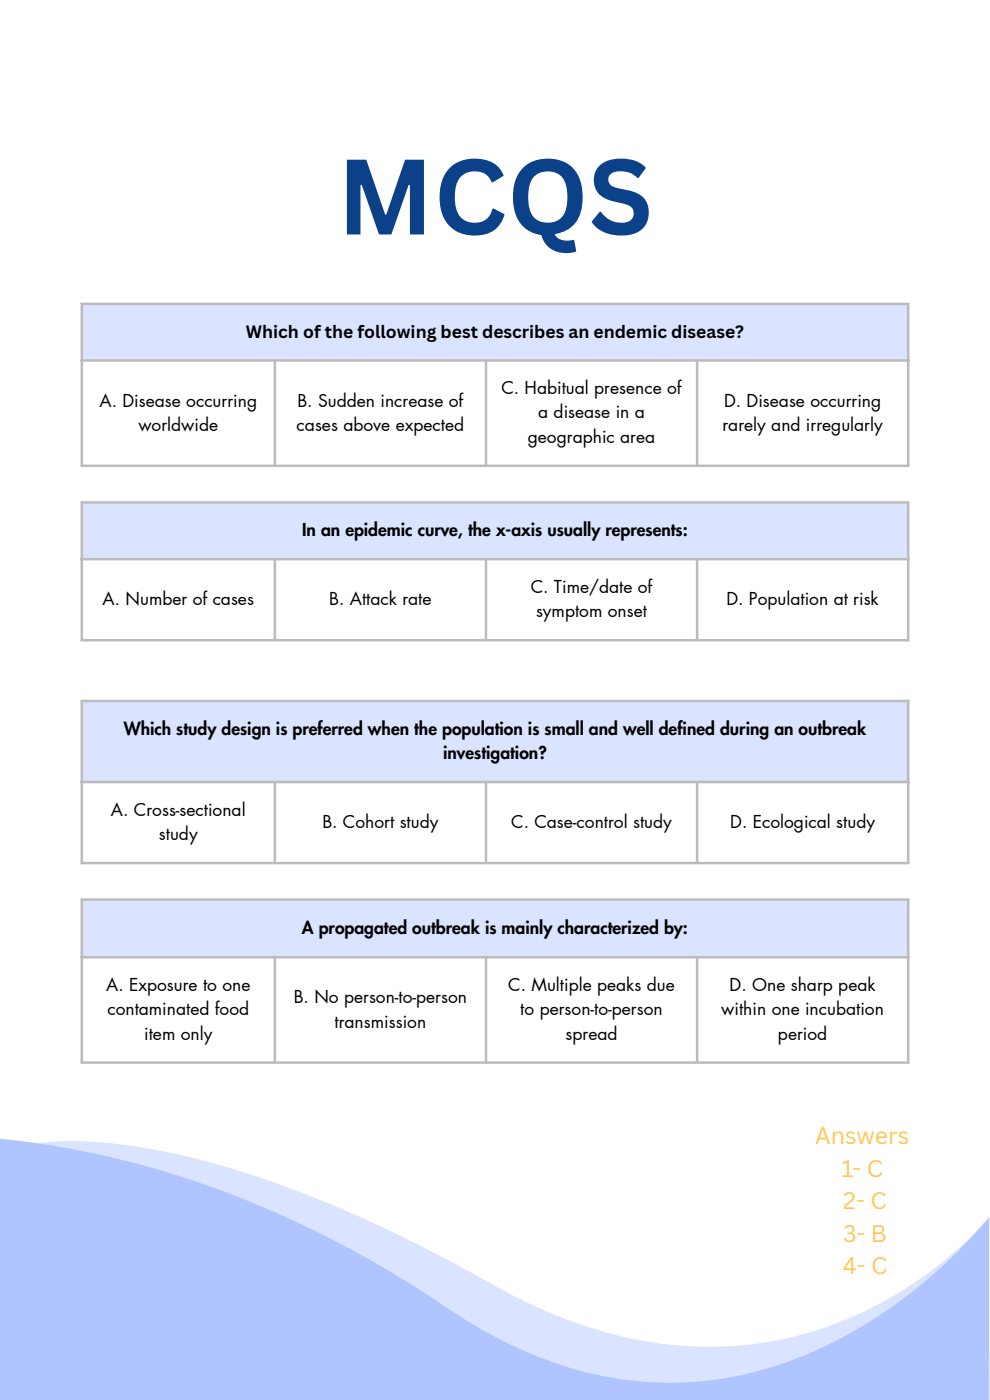 MCQS
Which of the following best describes an endemic disease?
A. Disease occurring
worldwide
B. Sudden increase of
cases above expected
C. Habitual presence of
a disease in a
geographic area
D. Disease occurring
rarely and irregularly
In an epidemic curve, the x-axis usually represents:
A. Number of cases
B. Attack rate
C. Time/date of
symptom onset
D. Population at risk
Which study design is preferred when the population is small and well defined during an outbreak
investigation?
A. Cross-sectional
study
B. Cohort study
C. Case-control study
D. Ecological study
A propagated outbreak is mainly characterized by:
A. Exposure to one
contaminated food
item only
B. No person-to-person
transmission
C. Multiple peaks due
to person-to-person
spread
D. One sharp peak
within one incubation
period
Answers
1- C
2- C
3- B
4- C